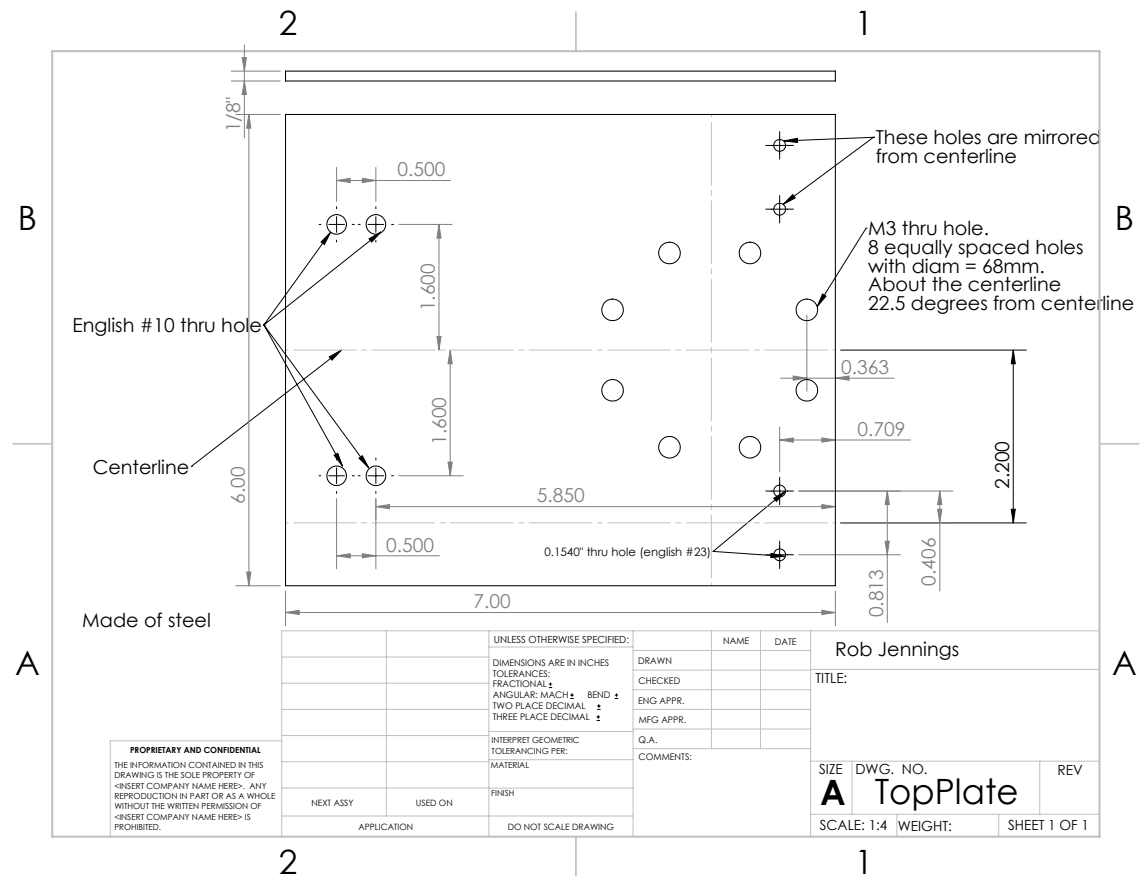 2
1
1/8"
0.500
These holes are mirrored
from centerline
B
B
M3 thru hole.
8 equally spaced holes
with diam = 68mm.
About the centerline
22.5 degrees from centerline
1.600
English #10 thru hole
0.363
1.600
0.709
Centerline
6.00
2.200
5.850
0.500
0.1540" thru hole (english #23)
0.406
0.813
7.00
Made of steel
A
A
UNLESS OTHERWISE SPECIFIED:
DIMENSIONS ARE IN INCHES
TOLERANCES:
FRACTIONAL ±
ANGULAR: MACH ± BEND ±
TWO PLACE DECIMAL ±
THREE PLACE DECIMAL ±
INTERPRET GEOMETRIC
TOLERANCING PER:
MATERIAL
FINISH
DO NOT SCALE DRAWING
NAME DATE
DRAWN
CHECKED
ENG APPR.
MFG APPR.
Q.A.
COMMENTS:
Rob Jennings
TITLE:
SIZE DWG. NO. REV
A TopPlate
SCALE: 1:4 WEIGHT: SHEET 1 OF 1
PROPRIETARY AND CONFIDENTIAL
THE INFORMATION CONTAINED IN THIS
DRAWING IS THE SOLE PROPERTY OF
<INSERT COMPANY NAME HERE>. ANY
REPRODUCTION IN PART OR AS A WHOLE
WITHOUT THE WRITTEN PERMISSION OF
<INSERT COMPANY NAME HERE> IS
PROHIBITED.
NEXT ASSY USED ON
APPLICATION
2
1